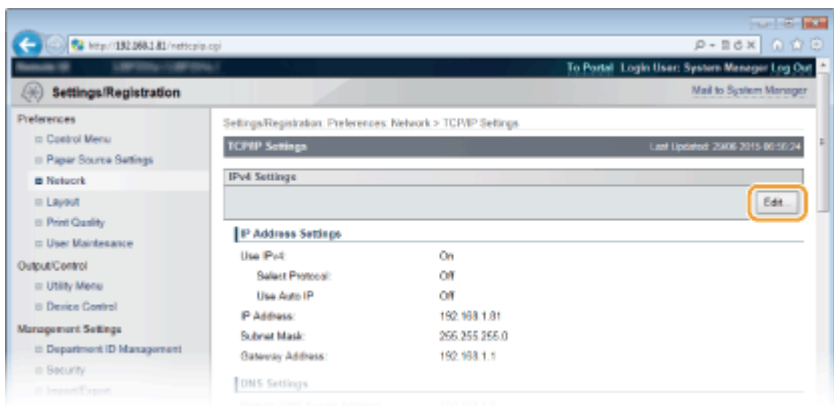 http://192.168.1.81/nettcpip.cgi
To Portal Login User: System Manager Log Out
Settings/Registration
Mail to System Manager
Preferences
Control Menu
Paper Source Settings
Network
Layout
Print Quality
User Maintenance
Output/Control
Utility Menu
Device Control
Management Settings
Department ID Management
Security
Import/Export
Settings/Registration: Preferences: Network > TCP/IP Settings
TCP/IP Settings
Last Updated: 29/06 2015 06:58:24
IPv4 Settings
Edit...
IP Address Settings
Use IPv4: On
Select Protocol: Off
Use Auto IP Off
IP Address: 192.168.1.81
Subnet Mask: 255.255.255.0
Gateway Address: 192.168.1.1
DNS Settings